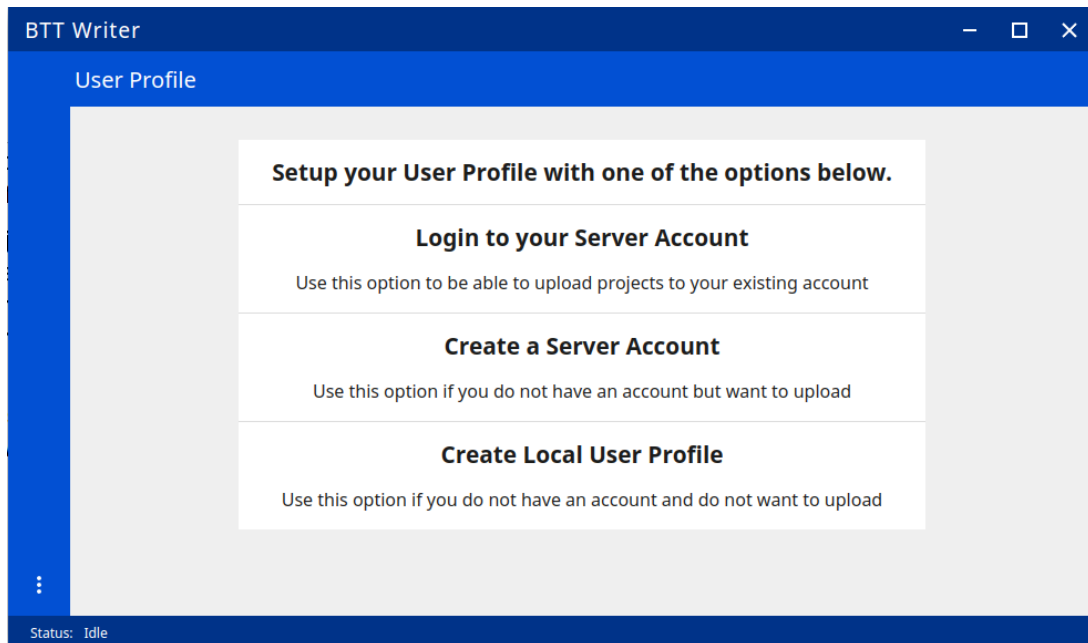 BTT Writer
User Profile
Setup your User Profile with one of the options below.
Login to your Server Account
Use this option to be able to upload projects to your existing account
Create a Server Account
Use this option if you do not have an account but want to upload
Create Local User Profile
Use this option if you do not have an account and do not want to upload
Status: Idle